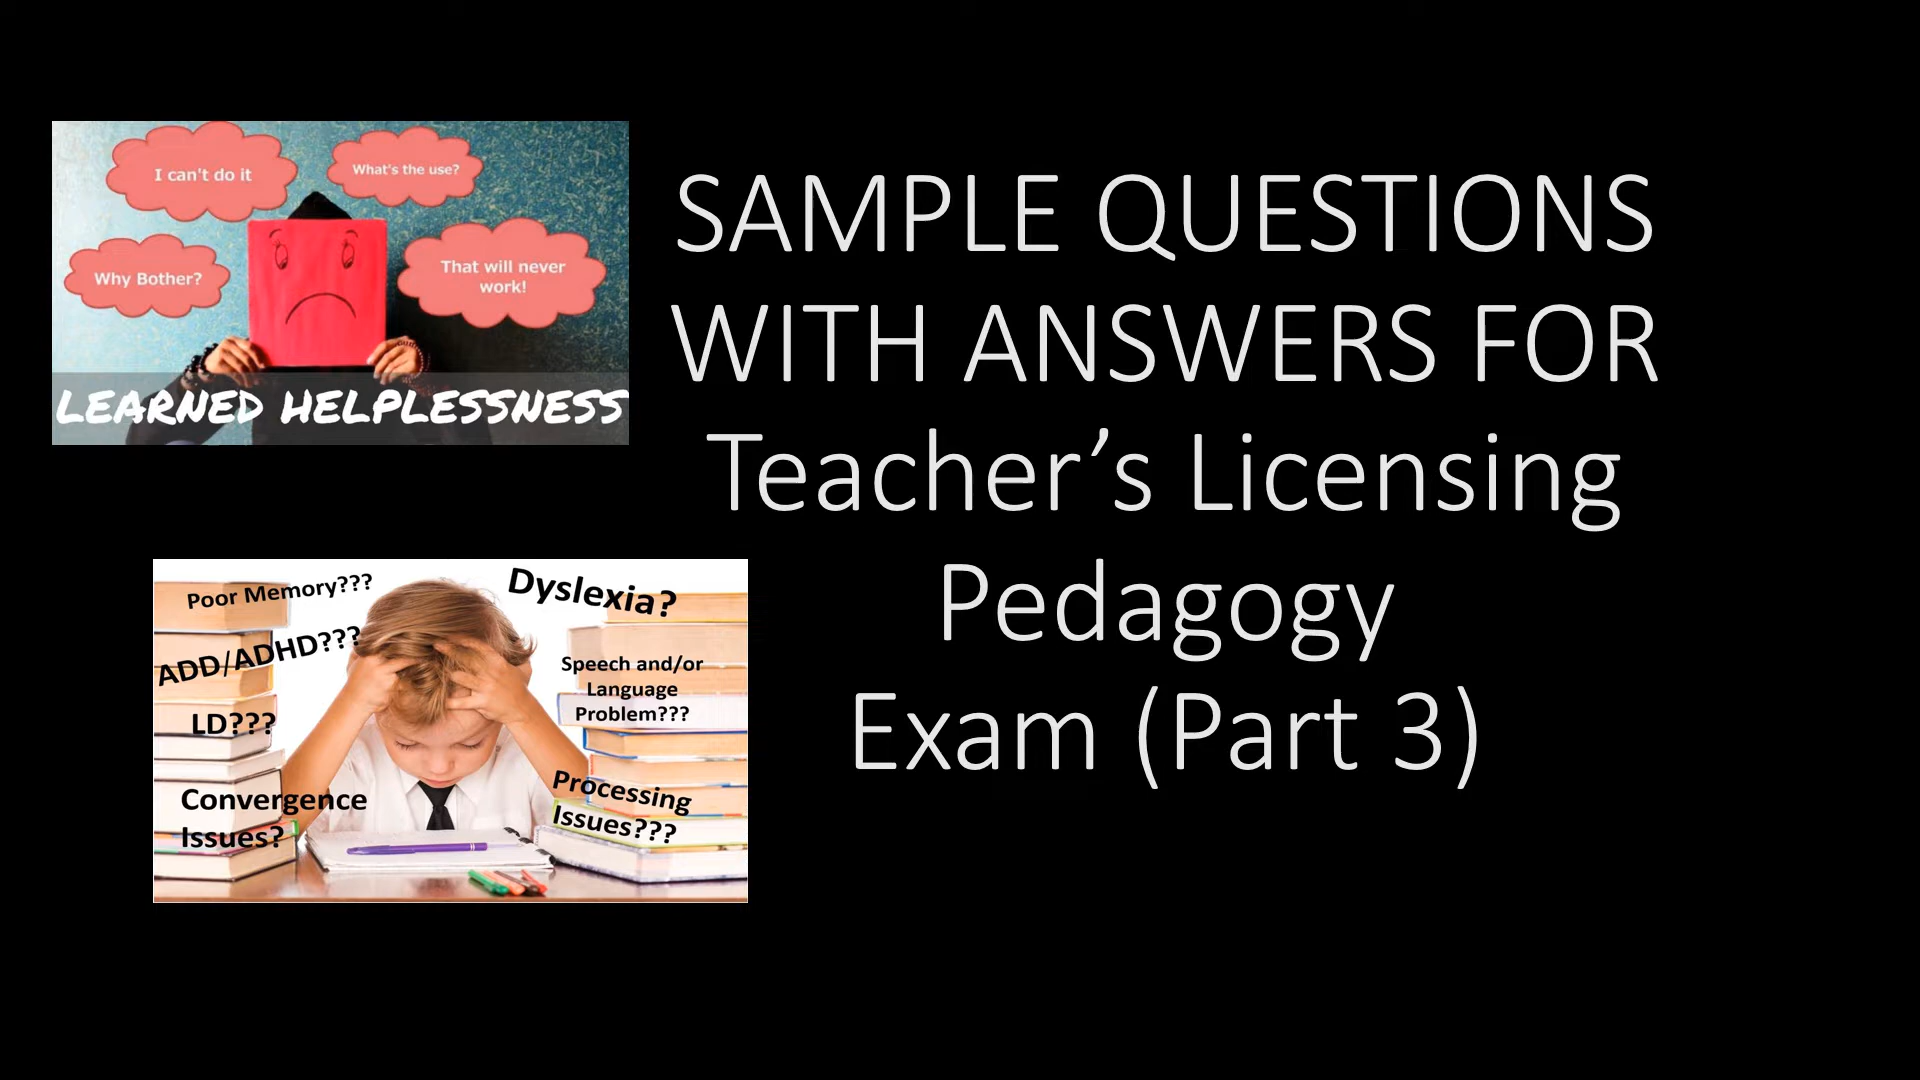 I can't do it
What's the use?
Why Bother?
That will never
work!
LEARNED HELPLESSNESS
SAMPLE QUESTIONS
WITH ANSWERS FOR
Teacher’s Licensing
Pedagogy
Exam (Part 3)
Poor Memory???
Dyslexia?
ADD/ADHD???
Speech and/or
Language
Problem???
LD???
Convergence
Issues?
Processing
Issues???